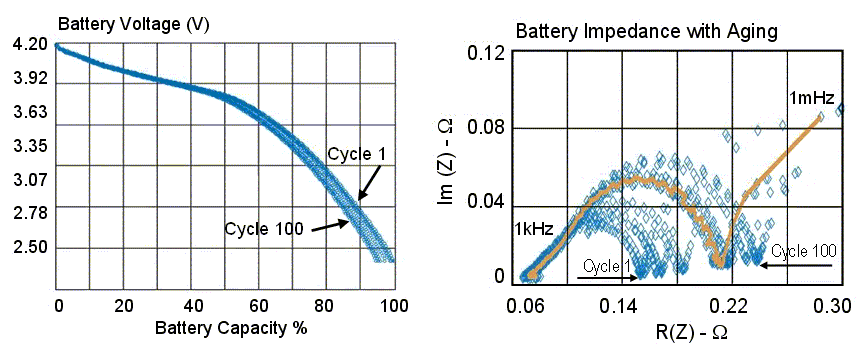 Battery Voltage (V)
4.20
3.92
3.63
3.35
3.07
2.78
2.50
Cycle 1
Cycle 100
0 20 40 60 80 100
Battery Capacity %
Battery Impedance with Aging
Im (Z) - Ω
0.12
0.08
0.04
0
1mHz
1kHz
Cycle 1
Cycle 100
0.06 0.14 0.22 0.30
R(Z) - Ω